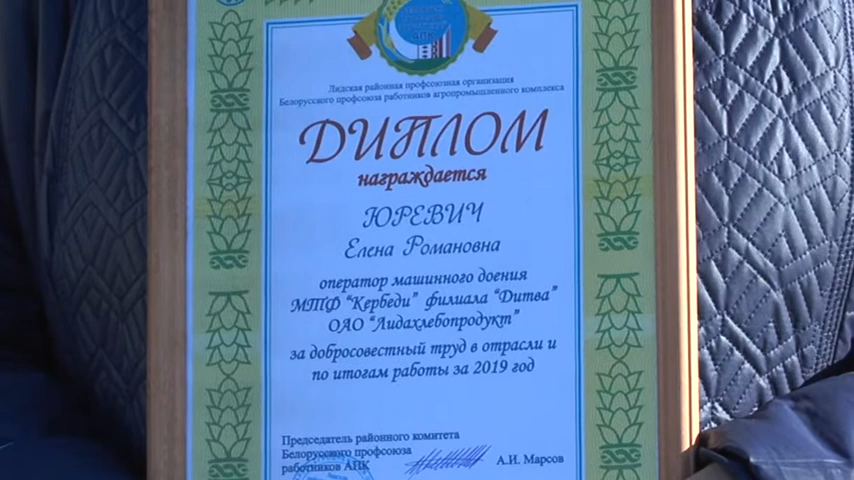 АПК
Лидская районная профсоюзная организация
Белорусского профсоюза работников агропромышленного комплекса
ДИПЛОМ
награждается
ЮРЕВИЧ
Елена Романовна
оператор машинного доения
МТФ "Кербеди" филиала "Дитва"
ОАО "Лидахлебопродукт"
за добросовестный труд в отрасли и
по итогам работы за 2019 год
Председатель районного комитета
Белорусского профсоюза
работников АПК
А.И. Марсов